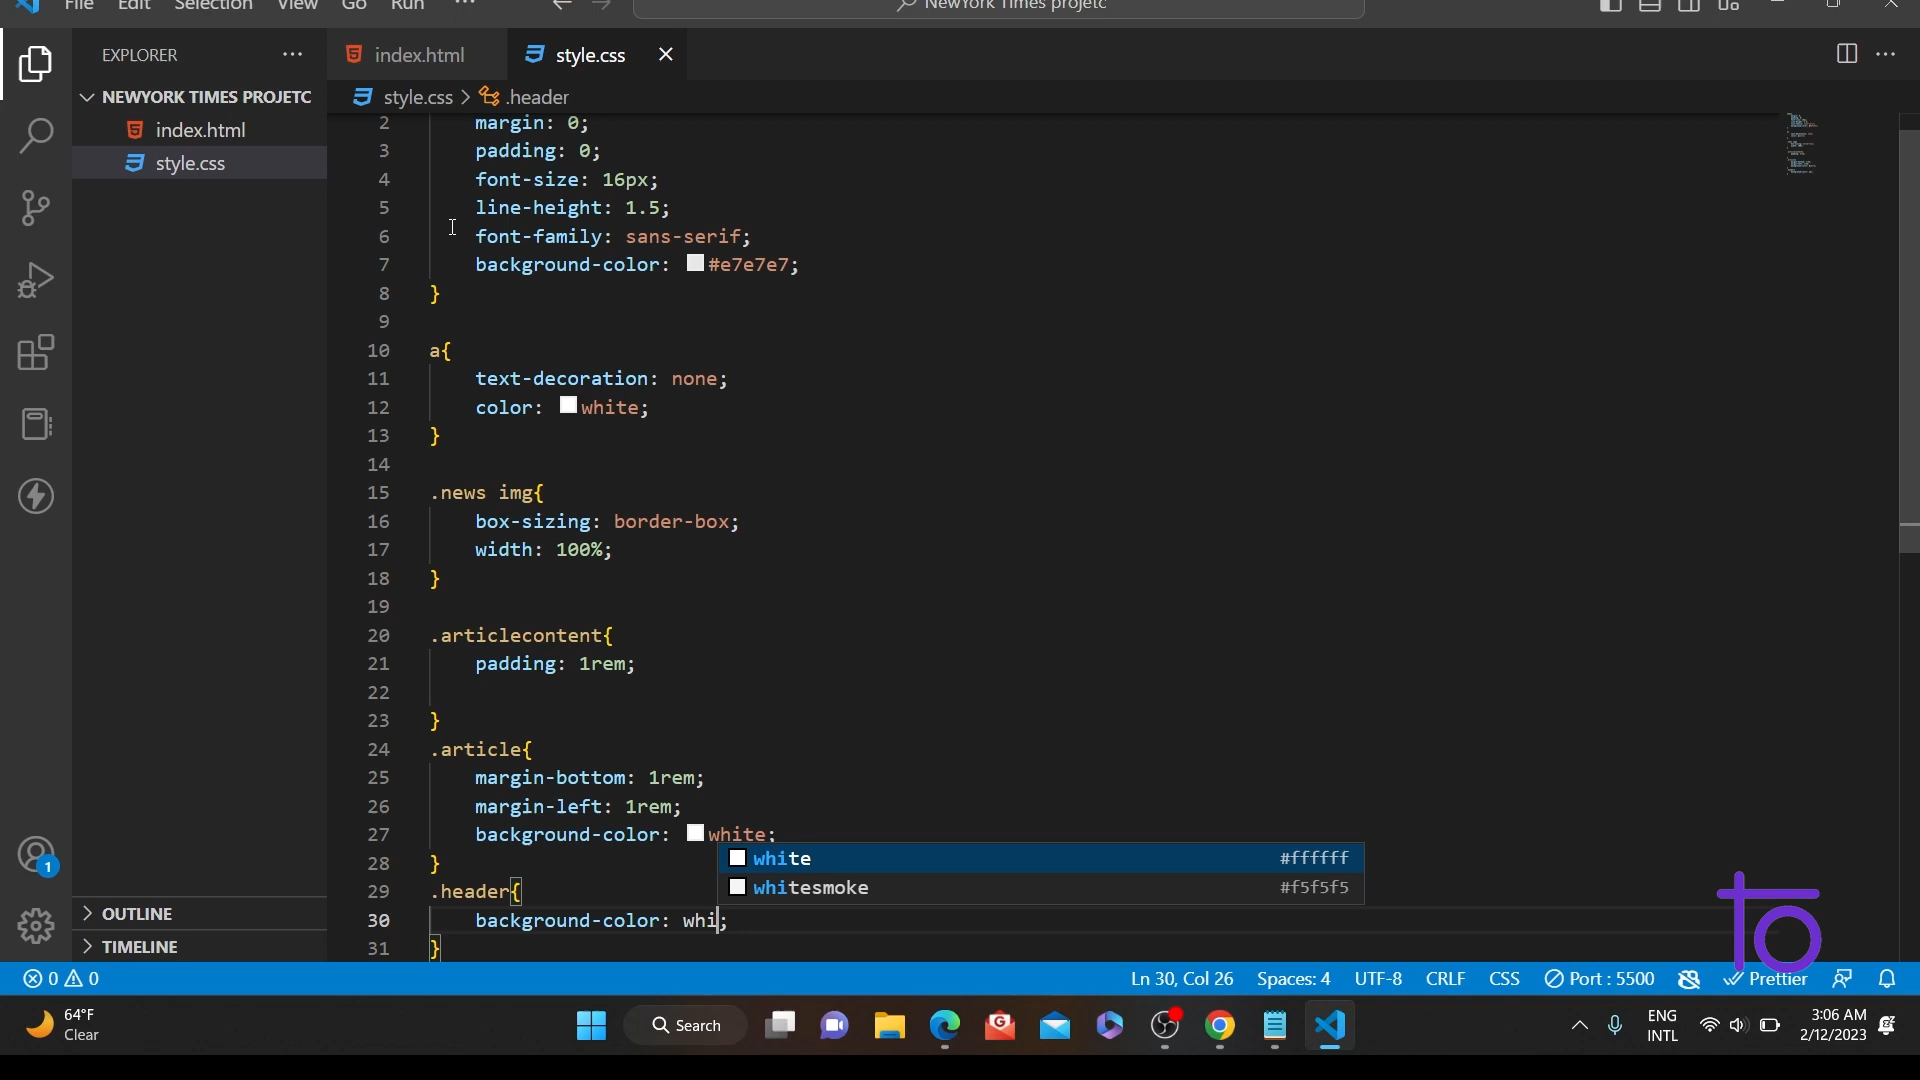 File Edit Selection View Go Run ···
NewYork Times projetc
EXPLORER ···
index.html
style.css
NEWYORK TIMES PROJETC
index.html
style.css
style.css > .header
2 margin: 0;
3 padding: 0;
4 font-size: 16px;
5 line-height: 1.5;
6 font-family: sans-serif;
7 background-color: #e7e7e7;
8 }
9
10 a{
11 text-decoration: none;
12 color: white;
13 }
14
15 .news img{
16 box-sizing: border-box;
17 width: 100%;
18 }
19
20 .articlecontent{
21 padding: 1rem;
22
23 }
24 .article{
25 margin-bottom: 1rem;
26 margin-left: 1rem;
27 background-color: white;
28 }
white #ffffff
29 .header{
whitesmoke #f5f5f5
30 background-color: whi;
31 }
1
OUTLINE
TIMELINE
0 0
Ln 30, Col 26 Spaces: 4 UTF-8 CRLF CSS Port : 5500 Prettier
64°F
Clear
Search
ENG
INTL
3:06 AM
2/12/2023